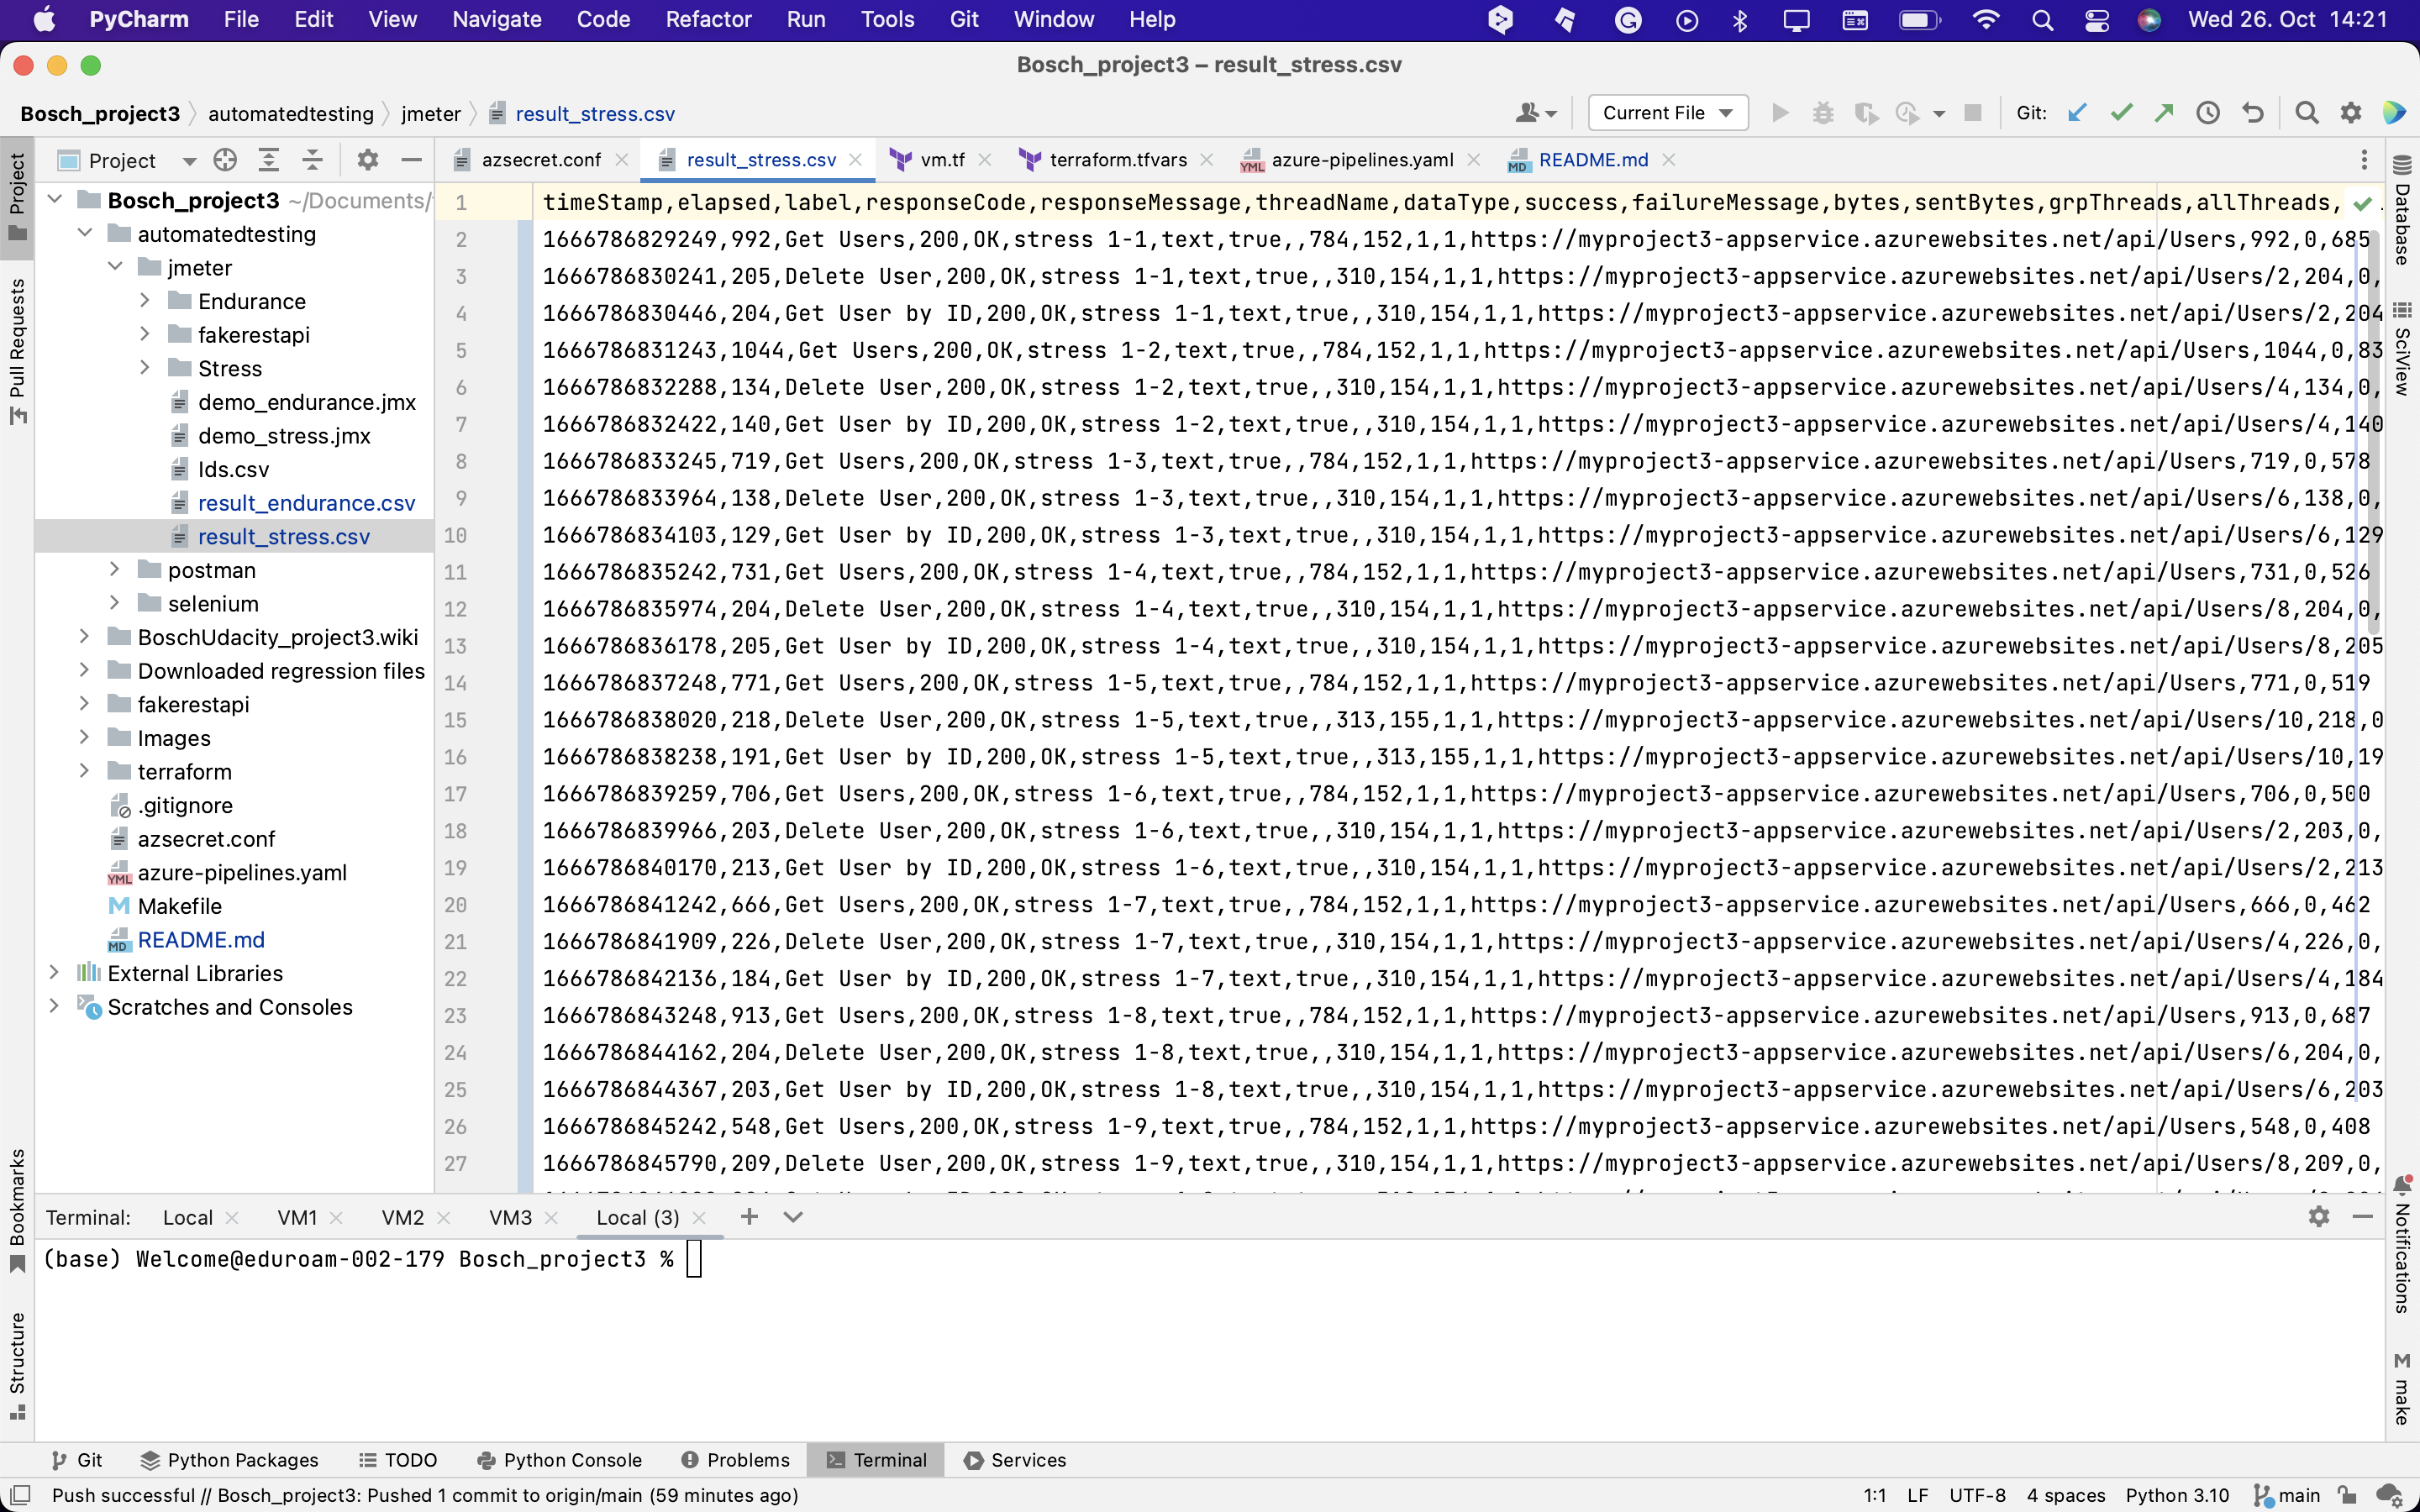 PyCharm File Edit View Navigate Code Refactor Run Tools Git Window Help Wed 26. Oct 14:21
Bosch_project3 – result_stress.csv
Bosch_project3 automatedtesting jmeter result_stress.csv Current File Git:
Project
azsecret.conf result_stress.csv vm.tf terraform.tfvars azure-pipelines.yaml README.md
Project
Pull Requests
Bookmarks
Structure
Bosch_project3 ~/Documents/
automatedtesting
jmeter
Endurance
fakerestapi
Stress
demo_endurance.jmx
demo_stress.jmx
Ids.csv
result_endurance.csv
result_stress.csv
postman
selenium
BoschUdacity_project3.wiki
Downloaded regression files
fakerestapi
Images
terraform
.gitignore
azsecret.conf
YML azure-pipelines.yaml
Makefile
MD README.md
External Libraries
Scratches and Consoles
1 timeStamp,elapsed,label,responseCode,responseMessage,threadName,dataType,success,failureMessage,bytes,sentBytes,grpThreads,allThreads,
2 1666786829249,992,Get Users,200,OK,stress 1-1,text,true,,784,152,1,1,https://myproject3-appservice.azurewebsites.net/api/Users,992,0,685
3 1666786830241,205,Delete User,200,OK,stress 1-1,text,true,,310,154,1,1,https://myproject3-appservice.azurewebsites.net/api/Users/2,204,0,
4 1666786830446,204,Get User by ID,200,OK,stress 1-1,text,true,,310,154,1,1,https://myproject3-appservice.azurewebsites.net/api/Users/2,204
5 1666786831243,1044,Get Users,200,OK,stress 1-2,text,true,,784,152,1,1,https://myproject3-appservice.azurewebsites.net/api/Users,1044,0,83
6 1666786832288,134,Delete User,200,OK,stress 1-2,text,true,,310,154,1,1,https://myproject3-appservice.azurewebsites.net/api/Users/4,134,0,
7 1666786832422,140,Get User by ID,200,OK,stress 1-2,text,true,,310,154,1,1,https://myproject3-appservice.azurewebsites.net/api/Users/4,140
8 1666786833245,719,Get Users,200,OK,stress 1-3,text,true,,784,152,1,1,https://myproject3-appservice.azurewebsites.net/api/Users,719,0,578
9 1666786833964,138,Delete User,200,OK,stress 1-3,text,true,,310,154,1,1,https://myproject3-appservice.azurewebsites.net/api/Users/6,138,0,
10 1666786834103,129,Get User by ID,200,OK,stress 1-3,text,true,,310,154,1,1,https://myproject3-appservice.azurewebsites.net/api/Users/6,129
11 1666786835242,731,Get Users,200,OK,stress 1-4,text,true,,784,152,1,1,https://myproject3-appservice.azurewebsites.net/api/Users,731,0,526
12 1666786835974,204,Delete User,200,OK,stress 1-4,text,true,,310,154,1,1,https://myproject3-appservice.azurewebsites.net/api/Users/8,204,0,
13 1666786836178,205,Get User by ID,200,OK,stress 1-4,text,true,,310,154,1,1,https://myproject3-appservice.azurewebsites.net/api/Users/8,205
14 1666786837248,771,Get Users,200,OK,stress 1-5,text,true,,784,152,1,1,https://myproject3-appservice.azurewebsites.net/api/Users,771,0,519
15 1666786838020,218,Delete User,200,OK,stress 1-5,text,true,,313,155,1,1,https://myproject3-appservice.azurewebsites.net/api/Users/10,218,0
16 1666786838238,191,Get User by ID,200,OK,stress 1-5,text,true,,313,155,1,1,https://myproject3-appservice.azurewebsites.net/api/Users/10,19
17 1666786839259,706,Get Users,200,OK,stress 1-6,text,true,,784,152,1,1,https://myproject3-appservice.azurewebsites.net/api/Users,706,0,500
18 1666786839966,203,Delete User,200,OK,stress 1-6,text,true,,310,154,1,1,https://myproject3-appservice.azurewebsites.net/api/Users/2,203,0,
19 1666786840170,213,Get User by ID,200,OK,stress 1-6,text,true,,310,154,1,1,https://myproject3-appservice.azurewebsites.net/api/Users/2,213
20 1666786841242,666,Get Users,200,OK,stress 1-7,text,true,,784,152,1,1,https://myproject3-appservice.azurewebsites.net/api/Users,666,0,462
21 1666786841909,226,Delete User,200,OK,stress 1-7,text,true,,310,154,1,1,https://myproject3-appservice.azurewebsites.net/api/Users/4,226,0,
22 1666786842136,184,Get User by ID,200,OK,stress 1-7,text,true,,310,154,1,1,https://myproject3-appservice.azurewebsites.net/api/Users/4,184
23 1666786843248,913,Get Users,200,OK,stress 1-8,text,true,,784,152,1,1,https://myproject3-appservice.azurewebsites.net/api/Users,913,0,687
24 1666786844162,204,Delete User,200,OK,stress 1-8,text,true,,310,154,1,1,https://myproject3-appservice.azurewebsites.net/api/Users/6,204,0,
25 1666786844367,203,Get User by ID,200,OK,stress 1-8,text,true,,310,154,1,1,https://myproject3-appservice.azurewebsites.net/api/Users/6,203
26 1666786845242,548,Get Users,200,OK,stress 1-9,text,true,,784,152,1,1,https://myproject3-appservice.azurewebsites.net/api/Users,548,0,408
27 1666786845790,209,Delete User,200,OK,stress 1-9,text,true,,310,154,1,1,https://myproject3-appservice.azurewebsites.net/api/Users/8,209,0,
Database
SciView
Notifications
make
Terminal: Local VM1 VM2 VM3 Local (3)
(base) Welcome@eduroam-002-179 Bosch_project3 %
Git Python Packages TODO Python Console Problems Terminal Services
Push successful // Bosch_project3: Pushed 1 commit to origin/main (59 minutes ago) 1:1 LF UTF-8 4 spaces Python 3.10 main